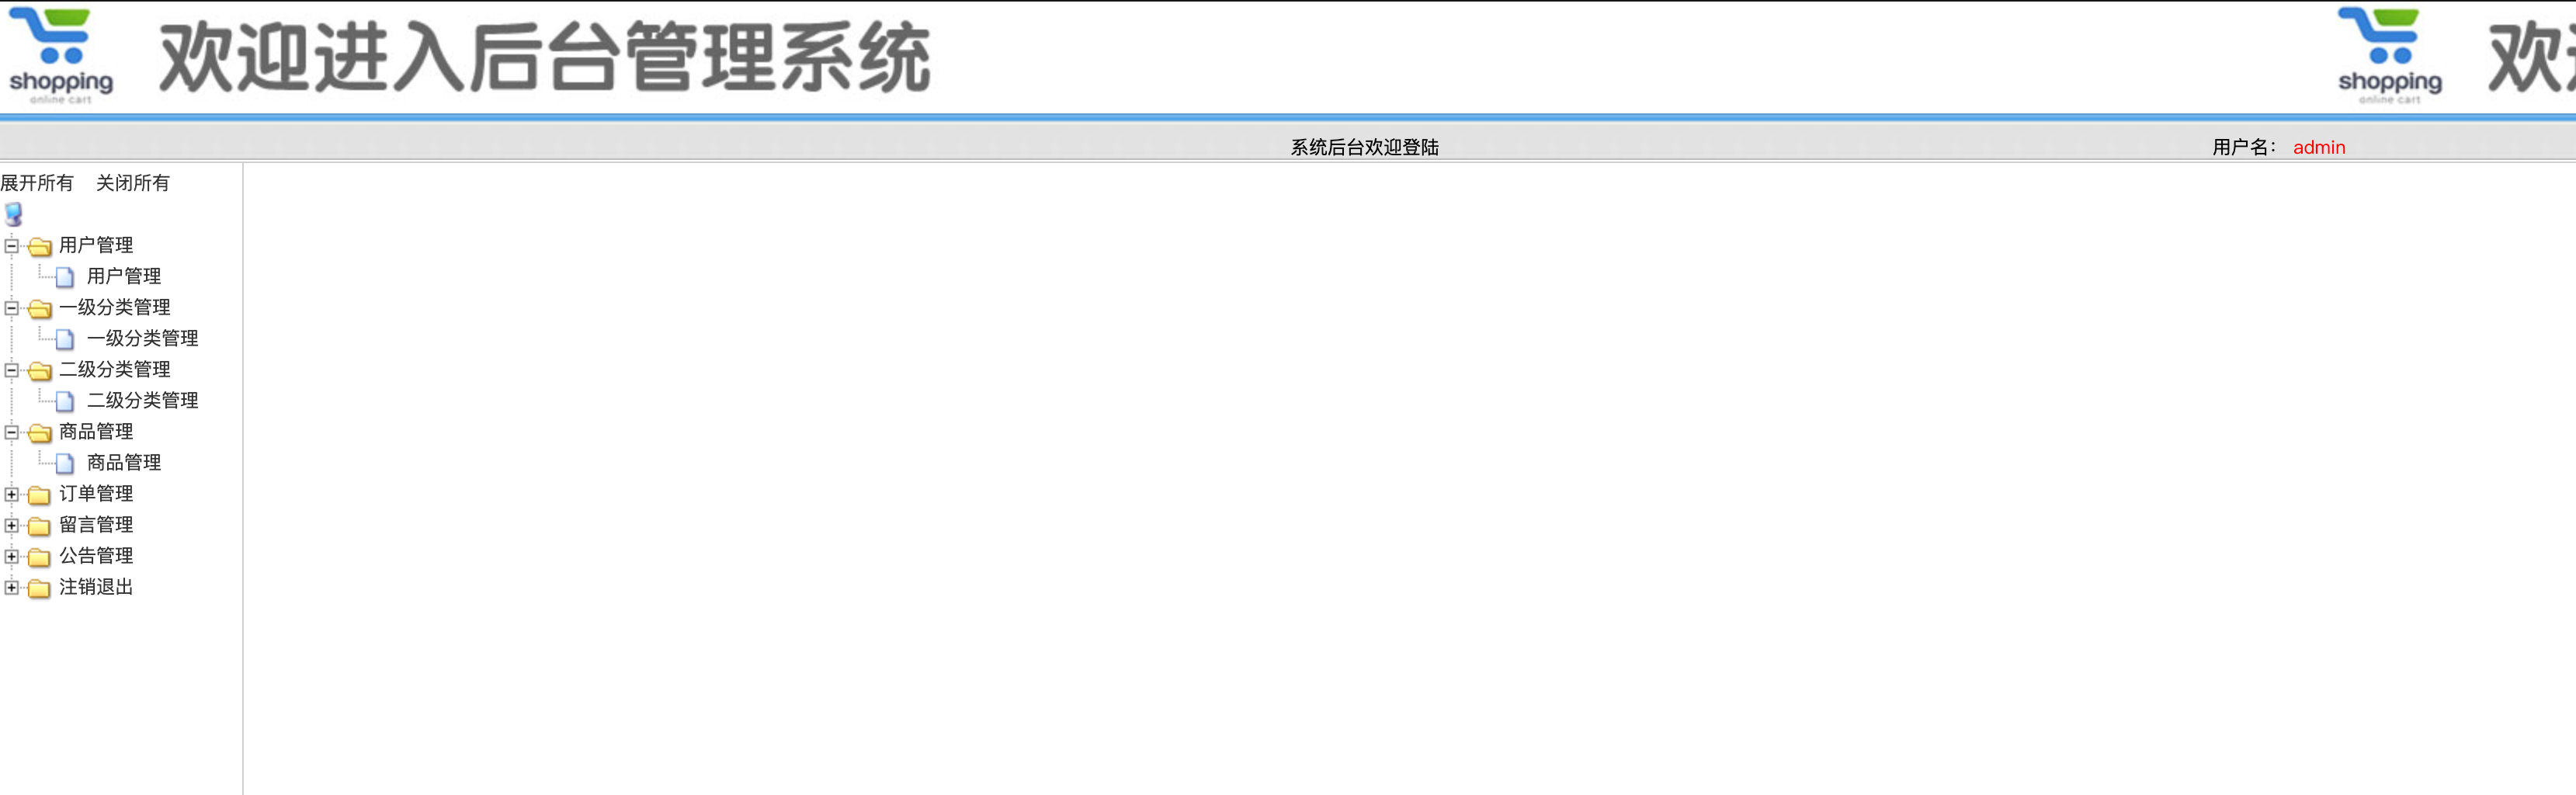 shopping
online cart
欢迎进入后台管理系统
shopping
online cart
欢
系统后台欢迎登陆
用户名： admin
展开所有 关闭所有
用户管理
用户管理
一级分类管理
一级分类管理
二级分类管理
二级分类管理
商品管理
商品管理
订单管理
留言管理
公告管理
注销退出